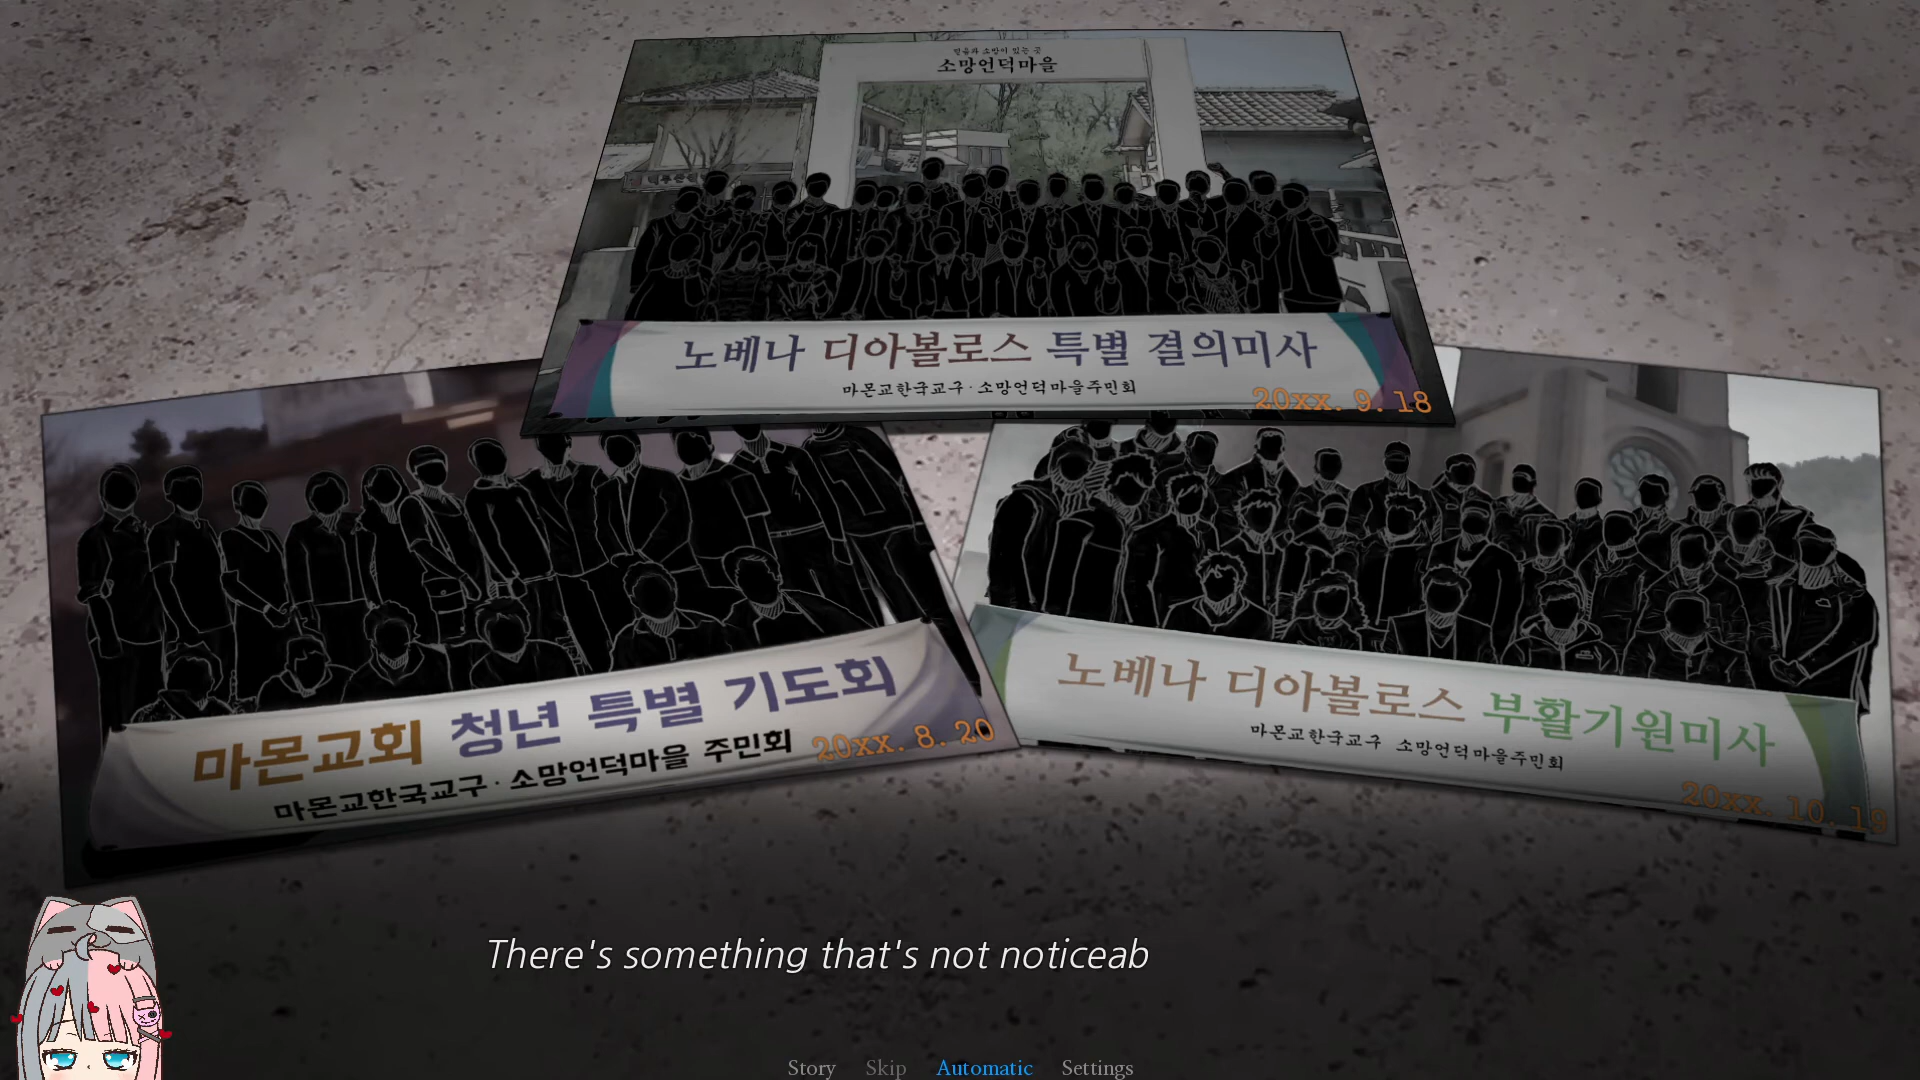 믿음과 소망이 있는 곳
소망언덕마을
노베나 디아볼로스 특별 결의미사
마몬교한국교구·소망언덕마을주민회
20xx. 9. 18
마몬교회 청년 특별 기도회
마몬교한국교구·소망언덕마을 주민회
20xx. 8. 20
노베나 디아볼로스 부활기원미사
마몬교한국교구 소망언덕마을주민회
20xx. 10. 19
There's something that's not noticeab
Story Skip Automatic Settings